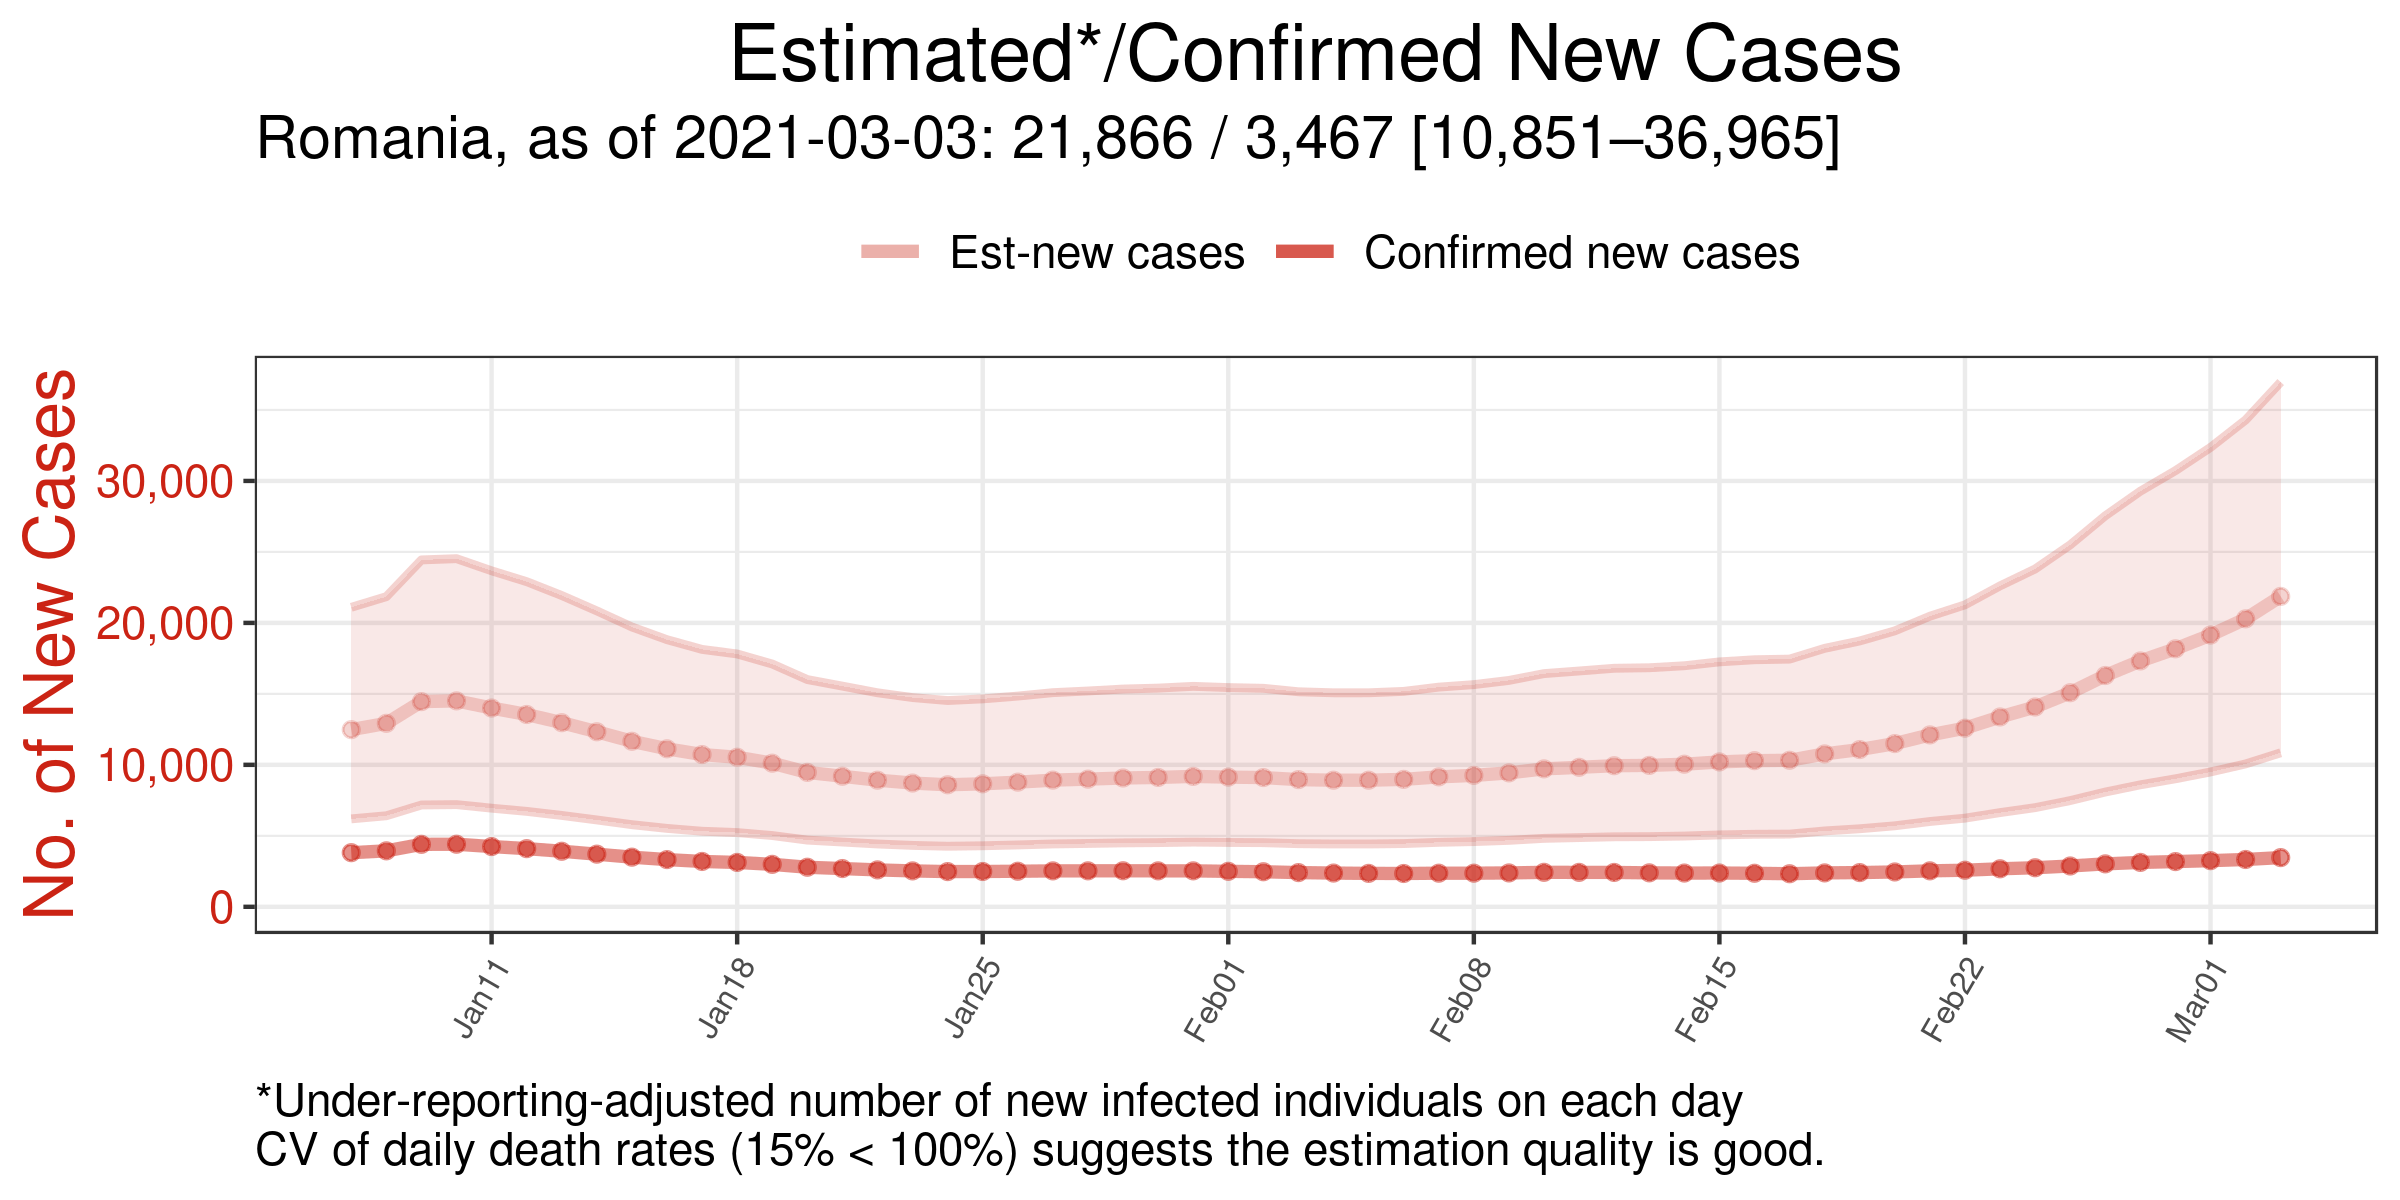 Estimated*/Confirmed New Cases
Romania, as of 2021-03-03: 21,866 / 3,467 [10,851–36,965]
Est-new cases
Confirmed new cases
No. of New Cases
30,000
20,000
10,000
0
Jan11
Jan18
Jan25
Feb01
Feb08
Feb15
Feb22
Mar01
*Under-reporting-adjusted number of new infected individuals on each day
CV of daily death rates (15% < 100%) suggests the estimation quality is good.